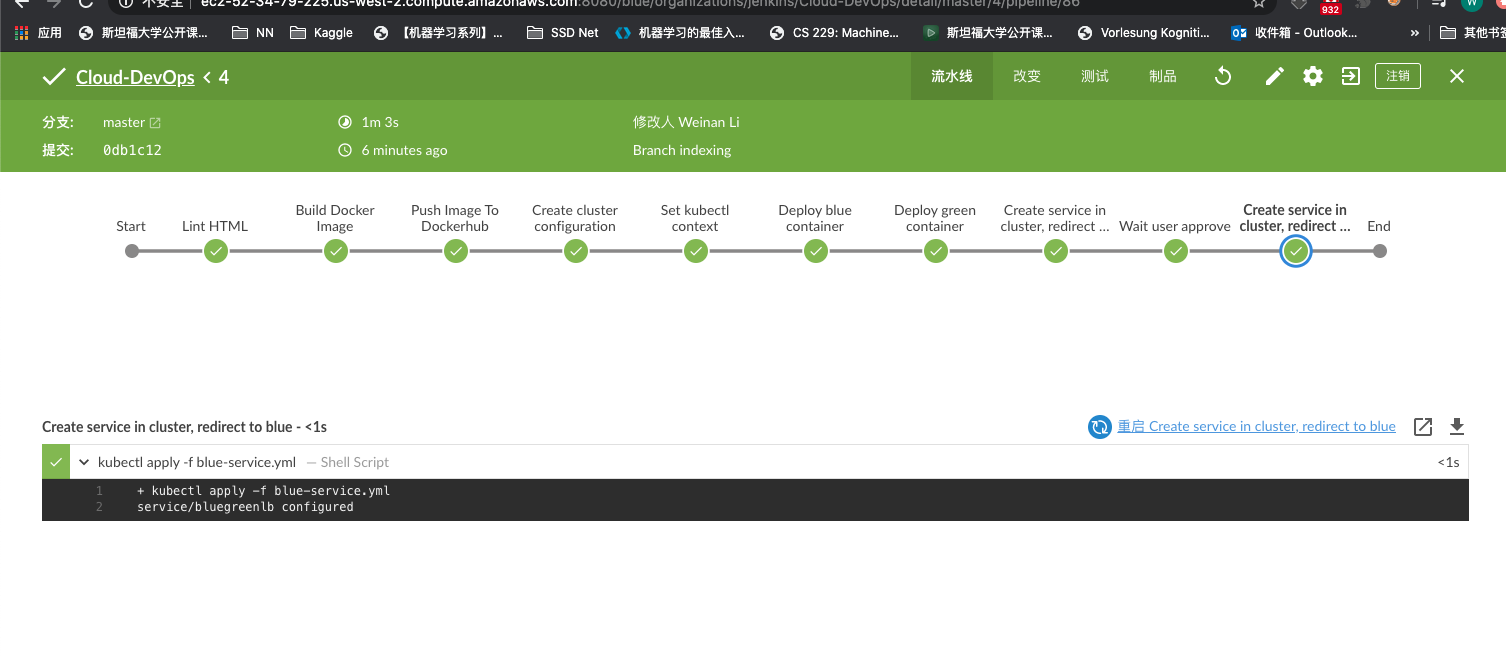 不安全 ec2-52-34-79-225.us-west-2.compute.amazonaws.com:8080/blue/organizations/jenkins/Cloud-DevOps/detail/master/4/pipeline/86
932
W
应用 斯坦福大学公开课... NN Kaggle 【机器学习系列】... SSD Net 机器学习的最佳入... CS 229: Machine... 斯坦福大学公开课... Vorlesung Kogniti... 收件箱 – Outlook... » 其他书签
Cloud-DevOps < 4 流水线 改变 测试 制品 注销
分支: master 1m 3s 修改人 Weinan Li
提交: 0db1c12 6 minutes ago Branch indexing
Start
Lint HTML
Build Docker
Image
Push Image To
Dockerhub
Create cluster
configuration
Set kubectl
context
Deploy blue
container
Deploy green
container
Create service in
cluster, redirect ...
Wait user approve
Create service in
cluster, redirect ...
End
Create service in cluster, redirect to blue - <1s 重启 Create service in cluster, redirect to blue
kubectl apply -f blue-service.yml — Shell Script <1s
1 + kubectl apply -f blue-service.yml
2 service/bluegreenlb configured